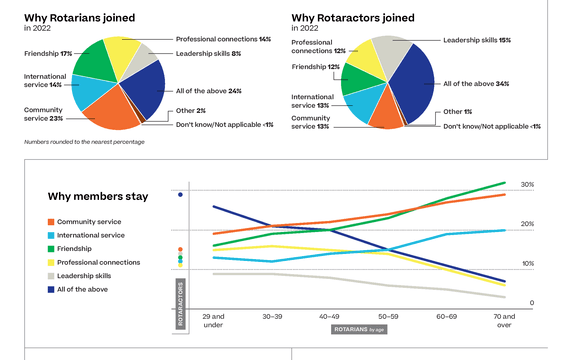 Why Rotarians joined
in 2022
Professional connections 14%
Leadership skills 8%
Friendship 17%
International
service 14%
All of the above 24%
Community
service 23%
Other 2%
Don't know/Not applicable <1%
Numbers rounded to the nearest percentage
Why Rotaractors joined
in 2022
Professional
connections 12%
Leadership skills 15%
Friendship 12%
All of the above 34%
International
service 13%
Community
service 13%
Other 1%
Don't know/Not applicable <1%
Why members stay
Community service
International service
Friendship
Professional connections
Leadership skills
All of the above
30%
20%
10%
0
ROTARACTORS
29 and
under
30–39
40–49
50–59
60–69
70 and
over
ROTARIANS by age